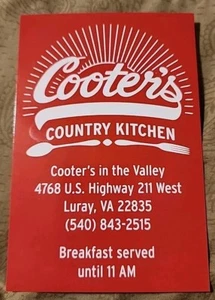 Cooter's
COUNTRY KITCHEN
Cooter's in the Valley
4768 U.S. Highway 211 West
Luray, VA 22835
(540) 843-2515
Breakfast served
until 11 AM